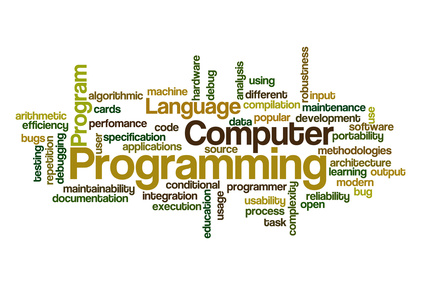 robustness
hardware
debug
analysis
using
Program
algorithmic
machine
different
input
cards
Language
compilation
maintenance
arithmetic
perfomance
code
data
popular
development
use
efficiency
user
specification
Computer
software
portability
bugs
applications
source
methodologies
testing
repetition
debugging
Programming
architecture
learning
output
maintainability
conditional
programmer
modern
documentation
integration
usability
complexity
reliability
bug
execution
education
usage
process
open
task